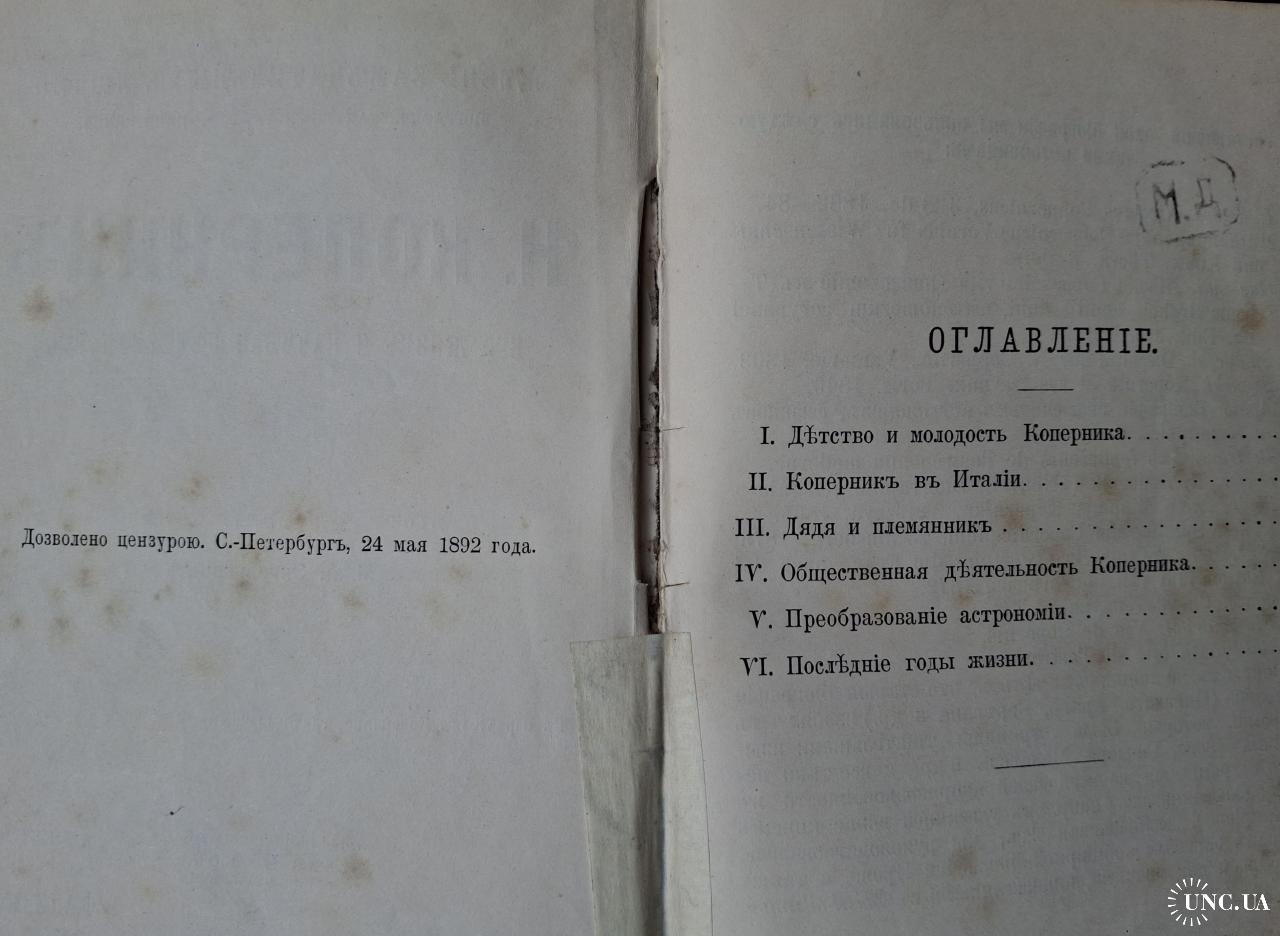 Дозволено цензурою. С.-Петербургъ, 24 мая 1892 года.
М.Д
ОГЛАВЛЕНІЕ.
I. Дѣтство и молодость Коперника. . . . . . . . . .
II. Коперникъ въ Италіи. . . . . . . . . . . . . .
III. Дядя и племянникъ . . . . . . . . . . . . . . .
IV. Общественная дѣятельность Коперника. . . . . .
V. Преобразованіе астрономіи. . . . . . . . . . . .
VI. Послѣдніе годы жизни. . . . . . . . . . . . . .
UNC.UA